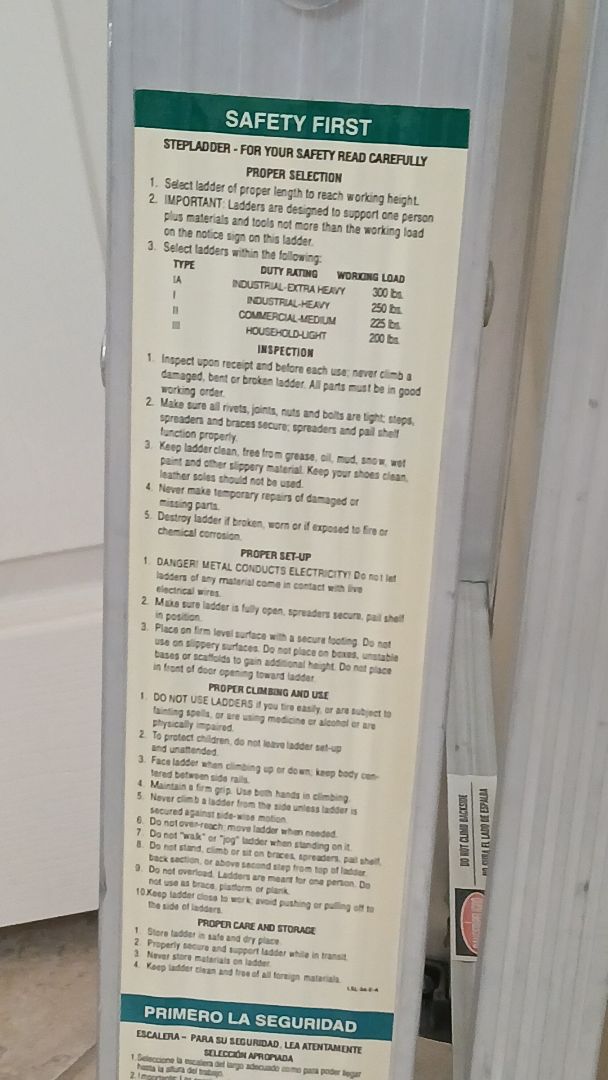 SAFETY FIRST
STEPLADDER - FOR YOUR SAFETY READ CAREFULLY
PROPER SELECTION
1. Select ladder of proper length to reach working height.
2. IMPORTANT: Ladders are designed to support one person
plus materials and tools not more than the working load
on the notice sign on this ladder.
3. Select ladders within the following:
TYPE DUTY RATING WORKING LOAD
IA INDUSTRIAL-EXTRA HEAVY 300 lbs.
I INDUSTRIAL-HEAVY 250 lbs.
II COMMERCIAL-MEDIUM 225 lbs.
III HOUSEHOLD-LIGHT 200 lbs.
INSPECTION
1. Inspect upon receipt and before each use; never climb a
damaged, bent or broken ladder. All parts must be in good
working order.
2. Make sure all rivets, joints, nuts and bolts are tight; steps,
spreaders and braces secure; spreaders and pail shelf
function properly.
3. Keep ladder clean, free from grease, oil, mud, snow, wet
paint and other slippery material. Keep your shoes clean,
leather soles should not be used.
4. Never make temporary repairs of damaged or
missing parts.
5. Destroy ladder if broken, worn or if exposed to fire or
chemical corrosion.
PROPER SET-UP
1. DANGER! METAL CONDUCTS ELECTRICITY! Do not let
ladders of any material come in contact with live
electrical wires.
2. Make sure ladder is fully open, spreaders secure, pail shelf
in position.
3. Place on firm level surface with a secure footing. Do not
use on slippery surfaces. Do not place on boxes, unstable
bases or scaffolds to gain additional height. Do not place
in front of door opening toward ladder.
PROPER CLIMBING AND USE
1. DO NOT USE LADDERS if you tire easily, or are subject to
fainting spells, or are using medicine or alcohol or are
physically impaired.
2. To protect children, do not leave ladder set-up
and unattended.
3. Face ladder when climbing up or down; keep body cen-
tered between side rails.
4. Maintain a firm grip. Use both hands in climbing.
5. Never climb a ladder from the side unless ladder is
secured against side-wise motion.
6. Do not over-reach; move ladder when needed.
7. Do not "walk" or "jog" ladder when standing on it.
8. Do not stand, climb or sit on braces, spreaders, pail shelf,
back section, or above second step from top of ladder.
9. Do not overload. Ladders are meant for one person. Do
not use as brace, platform or plank.
10.Keep ladder close to work; avoid pushing or pulling off to
the side of ladders.
PROPER CARE AND STORAGE
1. Store ladder in safe and dry place.
2. Properly secure and support ladder while in transit.
3. Never store materials on ladder.
4. Keep ladder clean and free of all foreign materials.
PRIMERO LA SEGURIDAD
ESCALERA - PARA SU SEGURIDAD, LEA ATENTAMENTE
SELECCIÓN APROPIADA
1. Seleccione la escalera del largo adecuado como para poder llegar
hasta la altura del trabajo.
2. Importante: Las
DO NOT CLIMB BACKSIDE
EL LADO DE ESPALDA